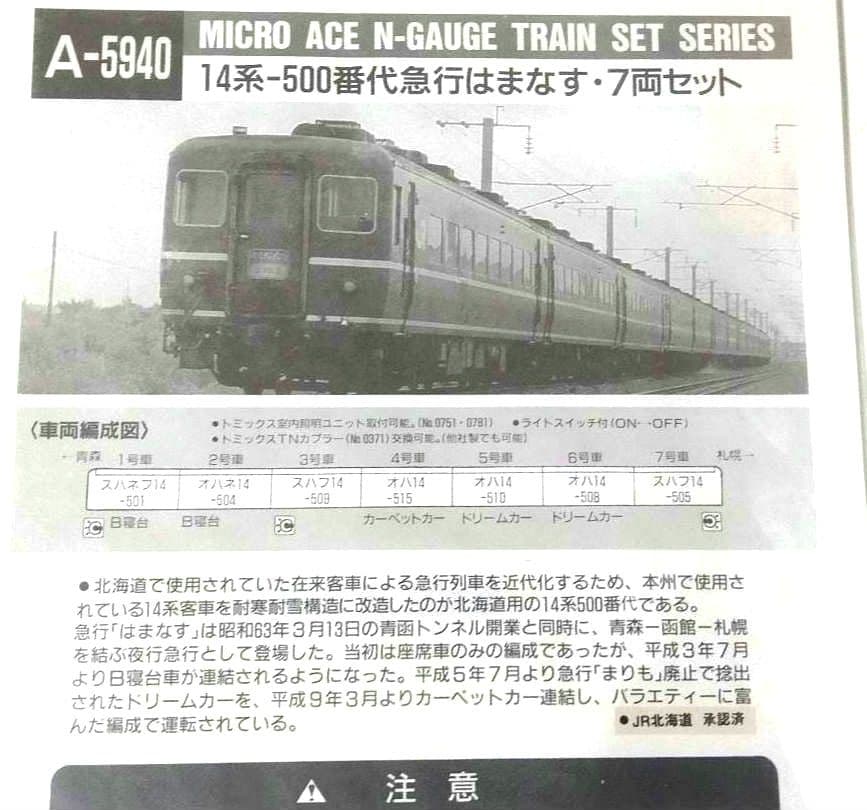 A-5940
MICRO ACE N-GAUGE TRAIN SET SERIES
14系-500番代急行はまなす・7両セット
〈車両編成図〉
●トミックス室内照明ユニット取付可能。(No.0751・0781) ●ライトスイッチ付(ON↔OFF)
●トミックスTNカプラー(No.0371)交換可能。(他社製でも可能)
←青森 1号車 2号車 3号車 4号車 5号車 6号車 7号車 札幌→
スハネフ14 オハネ14 スハフ14 オハ14 オハ14 オハ14 スハフ14
-501 -504 -509 -515 -510 -508 -505
B寝台 B寝台 カーペットカー ドリームカー ドリームカー
●北海道で使用されていた在来客車による急行列車を近代化するため、本州で使用さ
れている14系客車を耐寒耐雪構造に改造したのが北海道用の14系500番代である。
急行「はまなす」は昭和63年3月13日の青函トンネル開業と同時に、青森ー函館ー札幌
を結ぶ夜行急行として登場した。当初は座席車のみの編成であったが、平成3年7月
よりB寝台車が連結されるようになった。平成5年7月より急行「まりも」廃止で捻出
されたドリームカーを、平成9年3月よりカーペットカー連結し、バラエティーに富
んだ編成で運転されている。
●JR北海道 承認済
注意